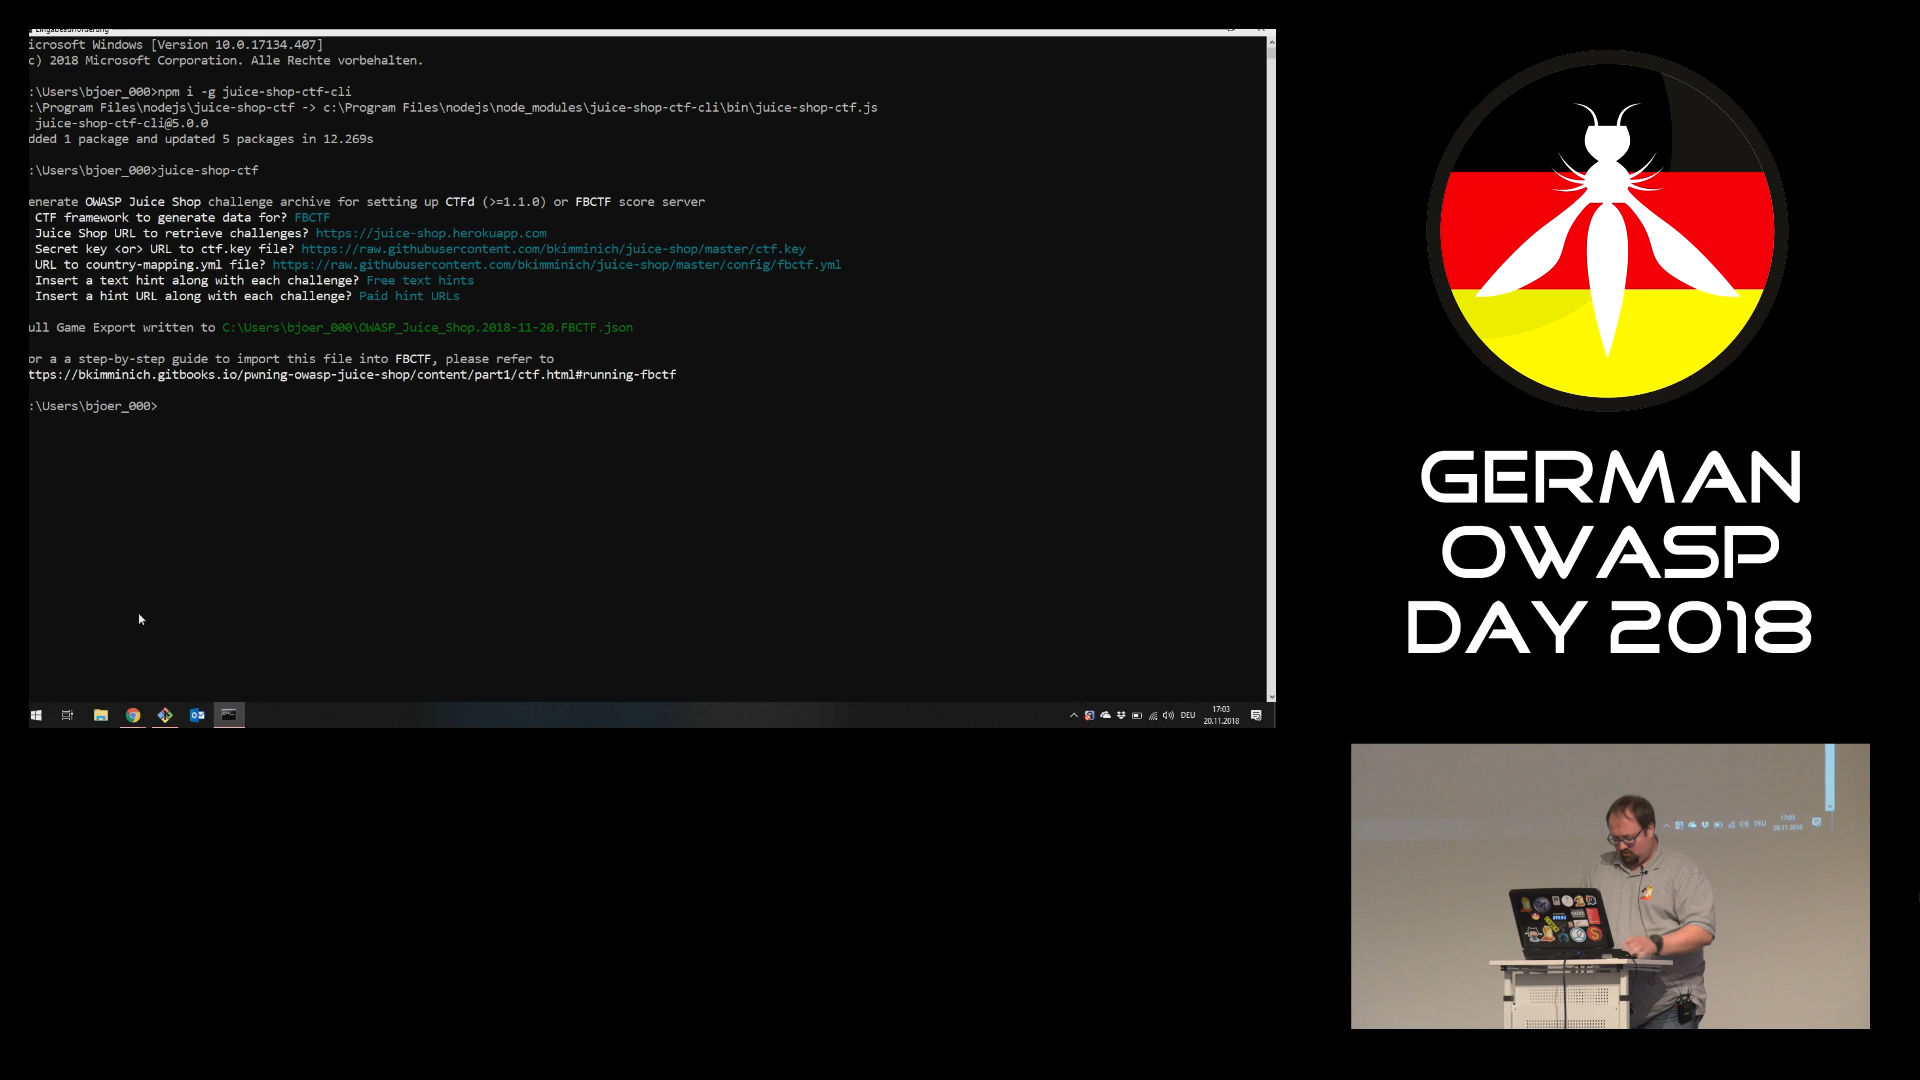 Eingabeaufforderung
icrosoft Windows [Version 10.0.17134.407]
c) 2018 Microsoft Corporation. Alle Rechte vorbehalten.
:\Users\bjoer_000>npm i -g juice-shop-ctf-cli
:\Program Files\nodejs\juice-shop-ctf -> c:\Program Files\nodejs\node_modules\juice-shop-ctf-cli\bin\juice-shop-ctf.js
juice-shop-ctf-cli@5.0.0
dded 1 package and updated 5 packages in 12.269s
:\Users\bjoer_000>juice-shop-ctf
enerate OWASP Juice Shop challenge archive for setting up CTFd (>=1.1.0) or FBCTF score server
CTF framework to generate data for? FBCTF
Juice Shop URL to retrieve challenges? https://juice-shop.herokuapp.com
Secret key <or> URL to ctf.key file? https://raw.githubusercontent.com/bkimminich/juice-shop/master/ctf.key
URL to country-mapping.yml file? https://raw.githubusercontent.com/bkimminich/juice-shop/master/config/fbctf.yml
Insert a text hint along with each challenge? Free text hints
Insert a hint URL along with each challenge? Paid hint URLs
ull Game Export written to C:\Users\bjoer_000\OWASP_Juice_Shop.2018-11-20.FBCTF.json
or a a step-by-step guide to import this file into FBCTF, please refer to
ttps://bkimminich.gitbooks.io/pwning-owasp-juice-shop/content/part1/ctf.html#running-fbctf
:\Users\bjoer_000>
DEU
17:03
20.11.2018
GERMAN
OWASP
DAY 2018
DEU
17:03
20.11.2018